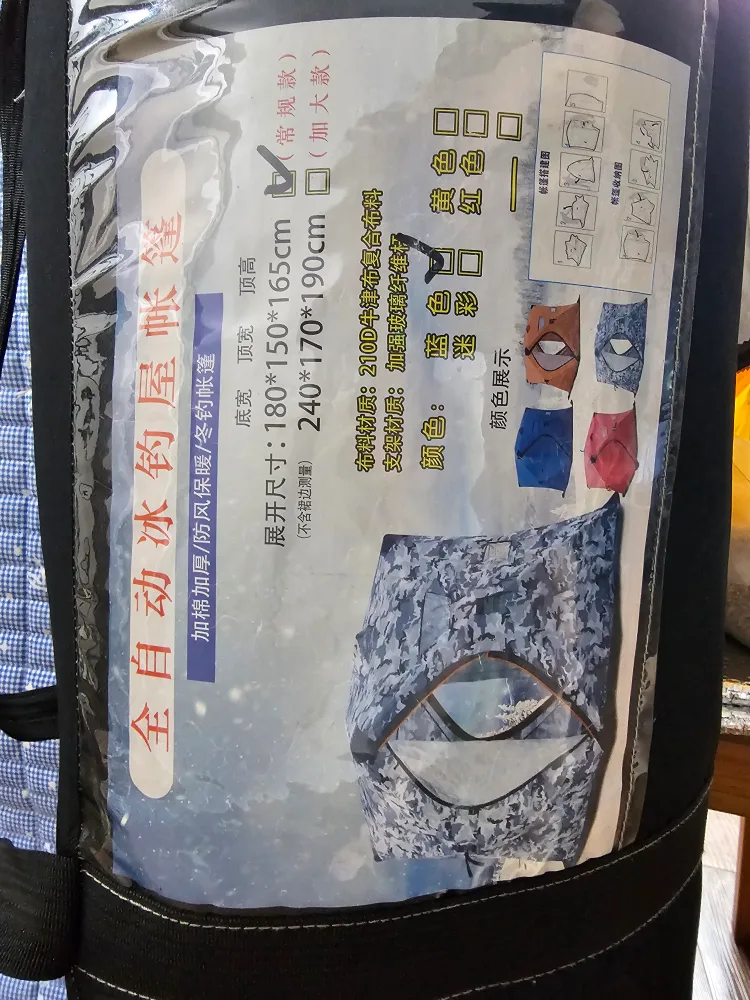 全自动冰钓屋帐篷
加棉加厚/防风保暖/冬钓帐篷
底宽 顶宽 顶高
展开尺寸：180*150*165cm ☑（常规款）
（不含裙边测量） 240*170*190cm □（加大款）
布料材质：210D牛津布复合布料
支架材质：加强玻璃纤维杆
颜色： 蓝 色 ☑ 黄 色 □
迷 彩 □ 红 色 □
— □
颜色展示
帐篷搭建图
帐篷收纳图